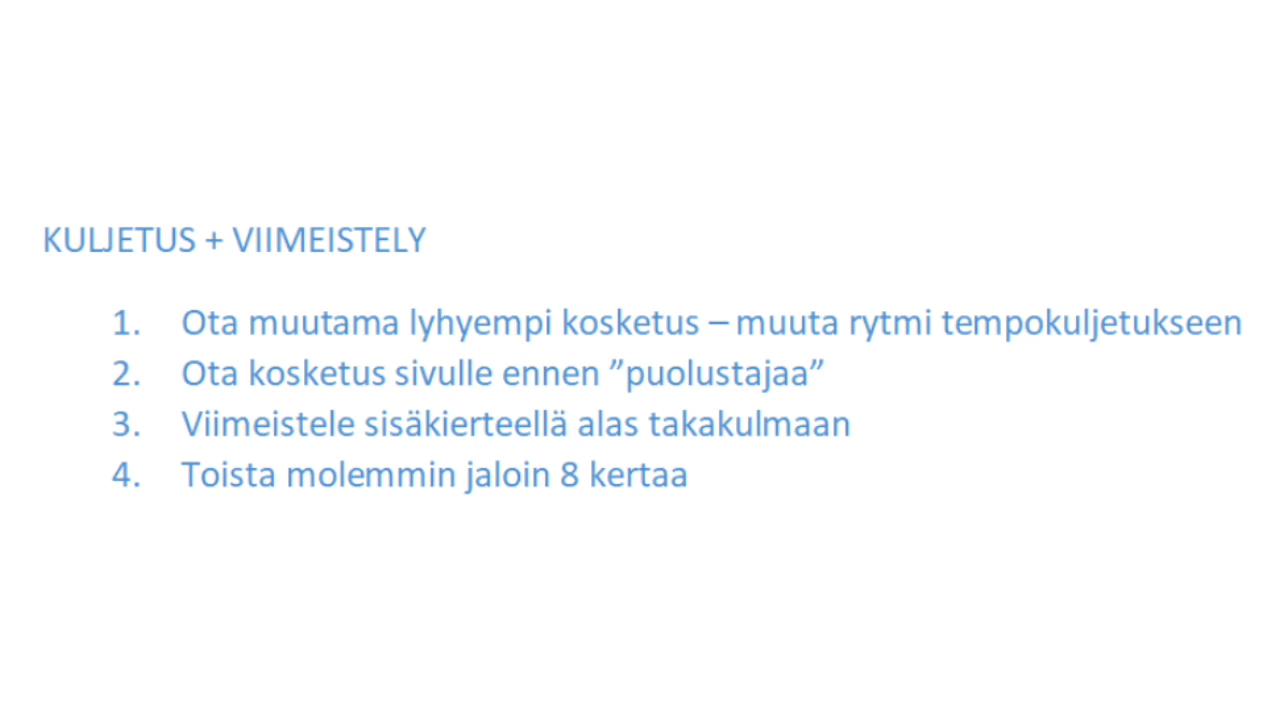 KULJETUS + VIIMEISTELY
1. Ota muutama lyhyempi kosketus – muuta rytmi tempokuljetukseen
2. Ota kosketus sivulle ennen ”puolustajaa”
3. Viimeistele sisäkierteellä alas takakulmaan
4. Toista molemmin jaloin 8 kertaa